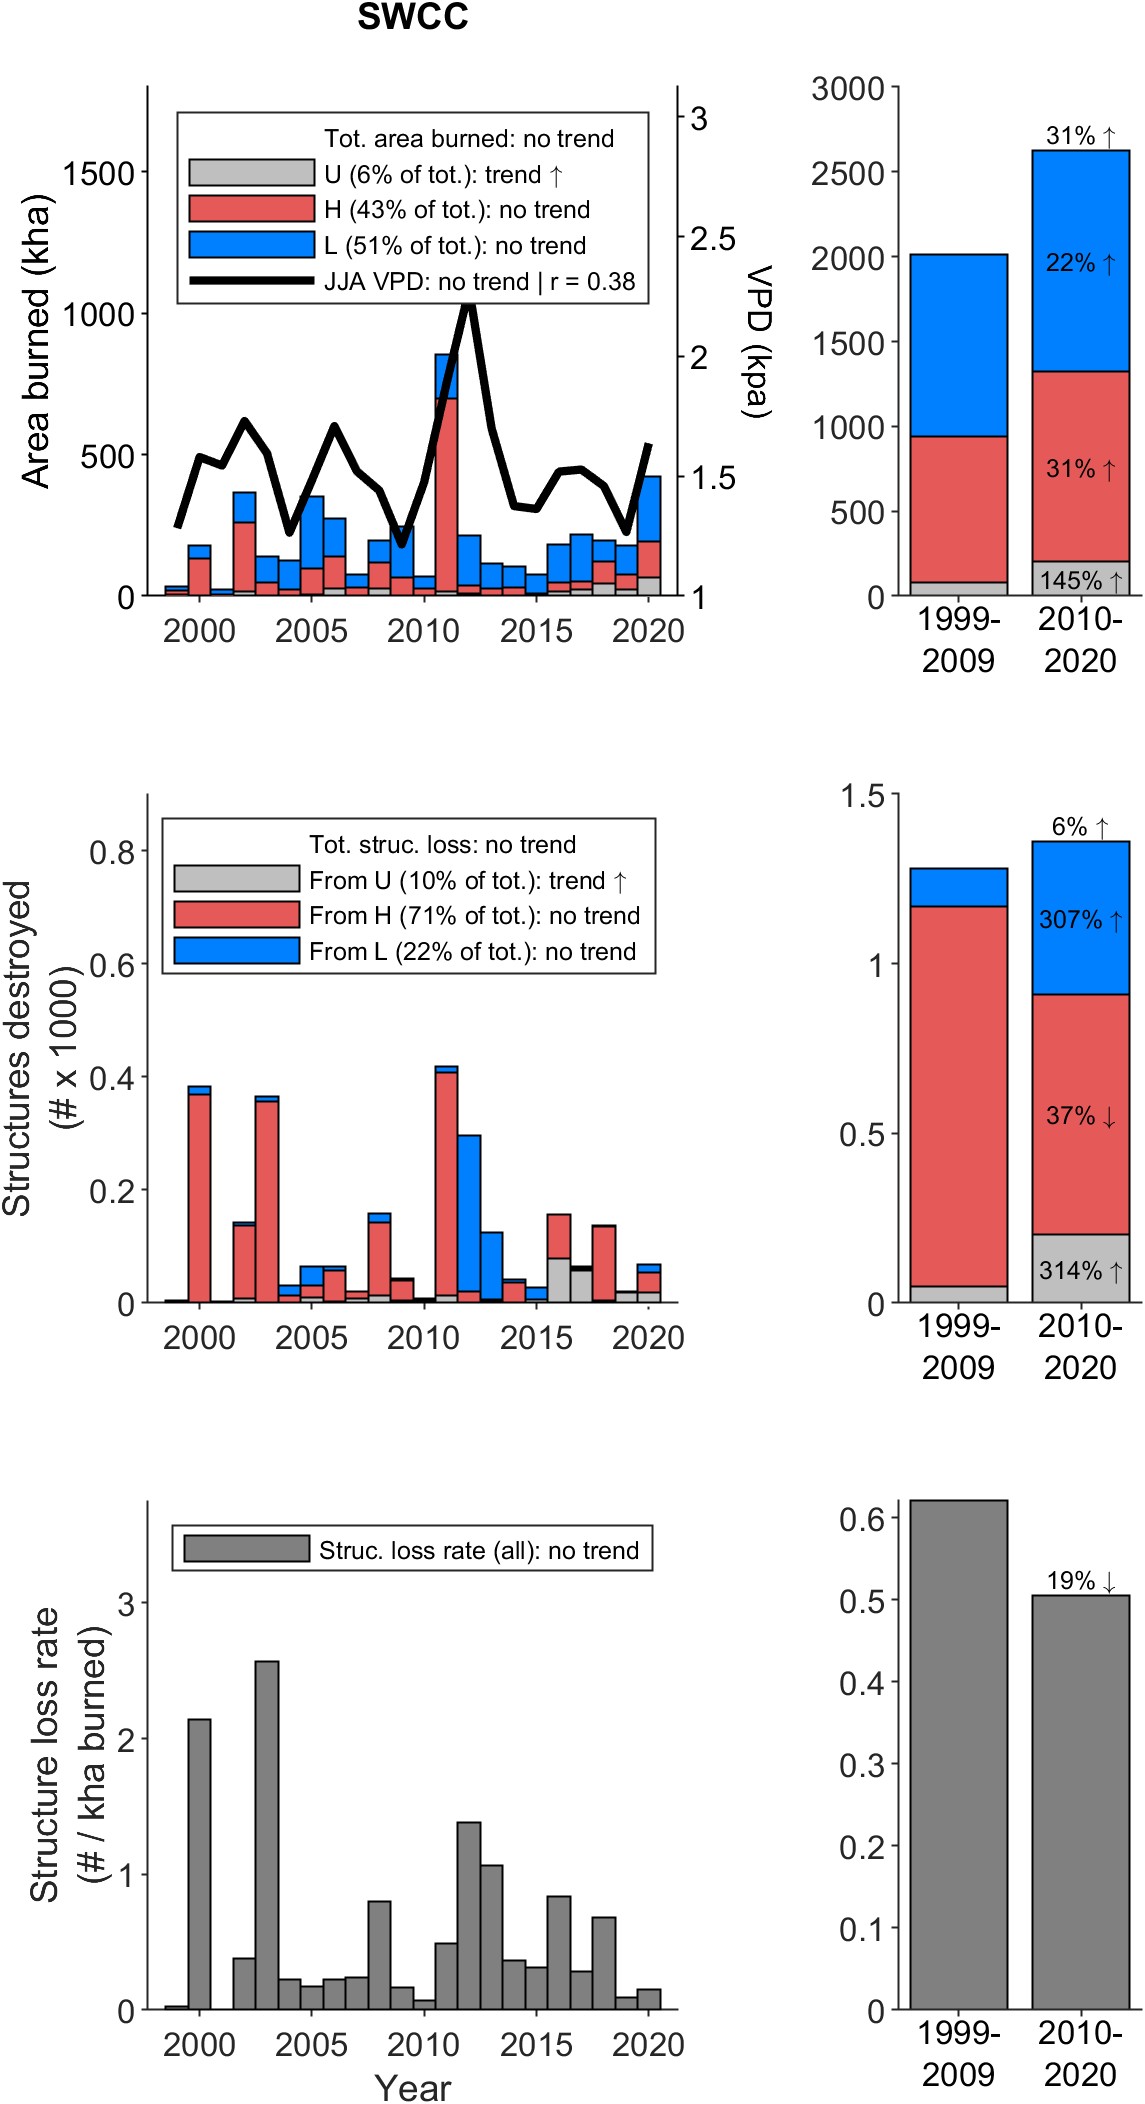 SWCC
Area burned (kha)
1500
1000
500
0
Tot. area burned: no trend
U (6% of tot.): trend ↑
H (43% of tot.): no trend
L (51% of tot.): no trend
JJA VPD: no trend | r = 0.38
3
2.5
2
1.5
1
VPD (kpa)
2000 2005 2010 2015 2020
3000
2500
2000
1500
1000
500
0
31% ↑
22% ↑
31% ↑
145% ↑
1999-
2009
2010-
2020
Structures destroyed
(# x 1000)
0.8
0.6
0.4
0.2
0
Tot. struc. loss: no trend
From U (10% of tot.): trend ↑
From H (71% of tot.): no trend
From L (22% of tot.): no trend
2000 2005 2010 2015 2020
1.5
1
0.5
0
6% ↑
307% ↑
37% ↓
314% ↑
1999-
2009
2010-
2020
Structure loss rate
(# / kha burned)
3
2
1
0
Struc. loss rate (all): no trend
2000 2005 2010 2015 2020
Year
0.6
0.5
0.4
0.3
0.2
0.1
0
19% ↓
1999-
2009
2010-
2020